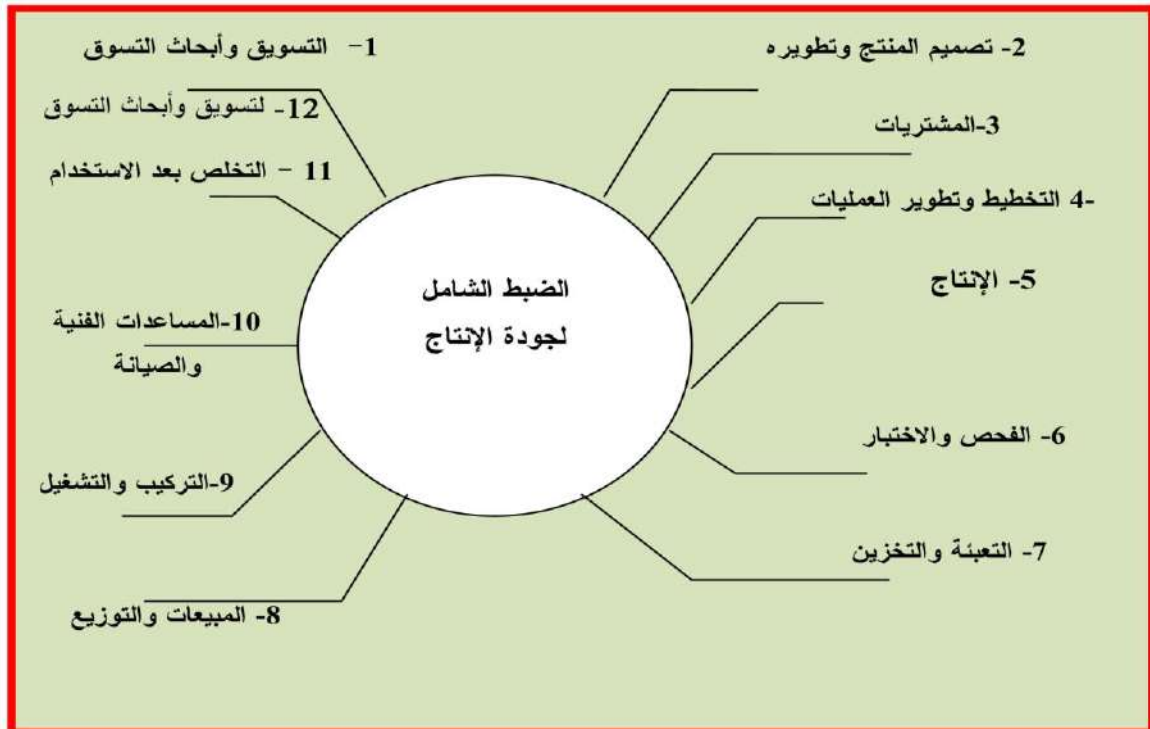 1- التسويق وأبحاث التسوق
2- تصميم المنتج وتطويره
3-المشتريات
4- التخطيط وتطوير العمليات
5- الإنتاج
6- الفحص والاختبار
7- التعبئة والتخزين
8- المبيعات والتوزيع
9-التركيب والتشغيل
10-المساعدات الفنية
والصيانة
11 - التخلص بعد الاستخدام
12- لتسويق وأبحاث التسوق
الضبط الشامل
لجودة الإنتاج